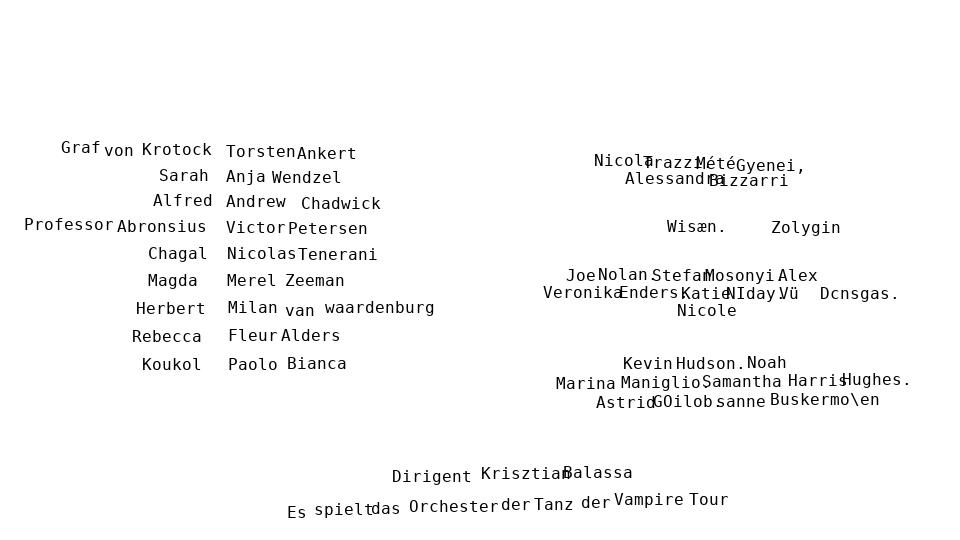 Graf von Krotock Torsten Ankert
Sarah Anja Wendzel
Alfred Andrew Chadwick
Professor Abronsius Victor Petersen
Chagal Nicolas Tenerani
Magda Merel Zeeman
Herbert Milan van waardenburg
Rebecca Fleur Alders
Koukol Paolo Bianca
Nicola Trazzi. Mété Gyenei,
Alessandra Bizzarri
Wisæn. Zolygin
Joe Nolan. Stefan Mosonyi Alex
Veronika Enders. Katie NIday. Vü Dcnsgas.
Nicole
Kevin Hudson. Noah
Marina Maniglio. Samantha Harris Hughes.
Astrid GOilob. sanne Buskermo\en
Dirigent Krisztian Balassa
Es spielt das Orchester der Tanz der Vampire Tour